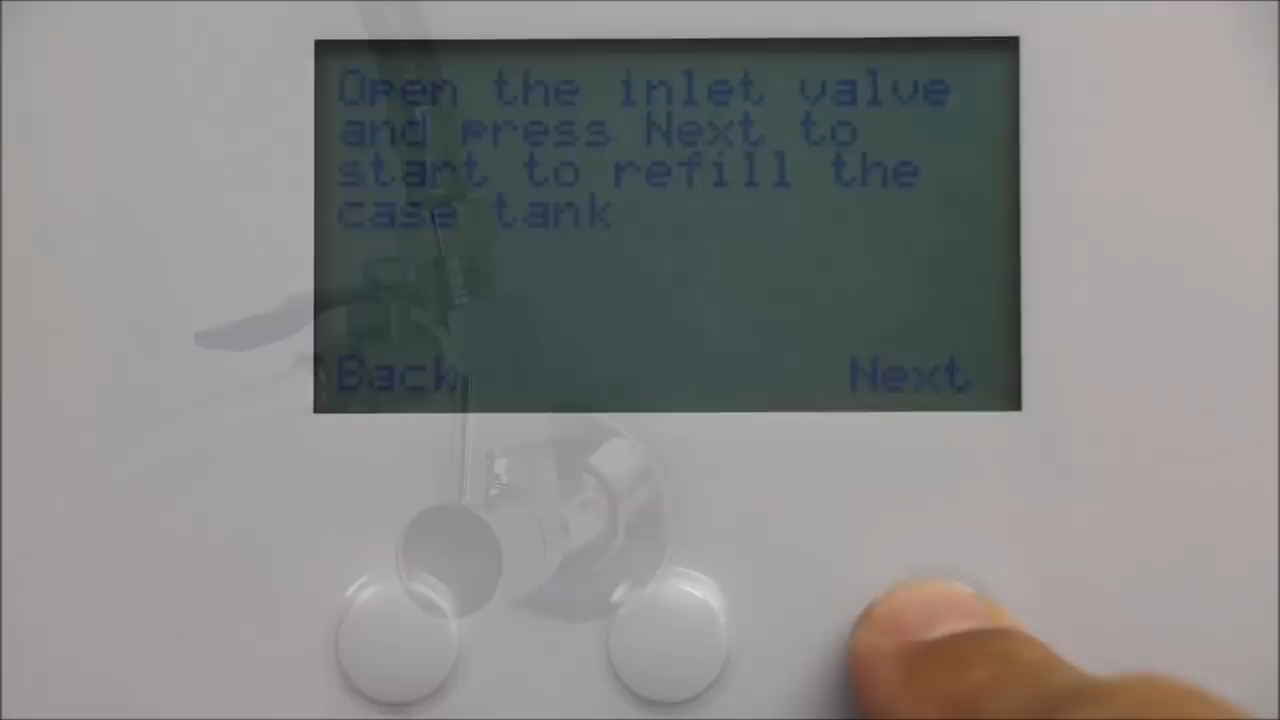 Open the inlet valve
and press Next to
start to refill the
case tank
Back Next